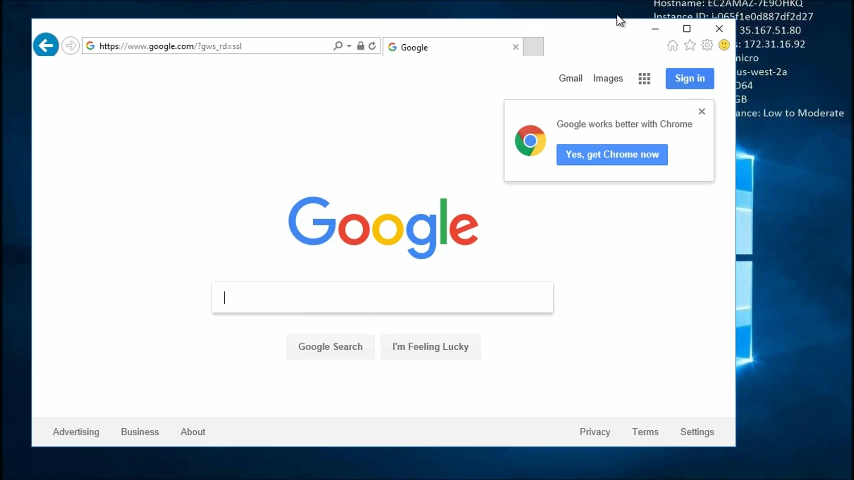 Hostname: EC2AMAZ-7E9OHKQ
Instance ID: i-065f1e0d887df2d27
35.167.51.80
s: 172.31.16.92
micro
us-west-2a
D64
GB
ance: Low to Moderate
https://www.google.com/?gws_rd=ssl
Google
Gmail Images Sign in
Google works better with Chrome
Yes, get Chrome now
Google
Google Search I'm Feeling Lucky
Advertising Business About Privacy Terms Settings